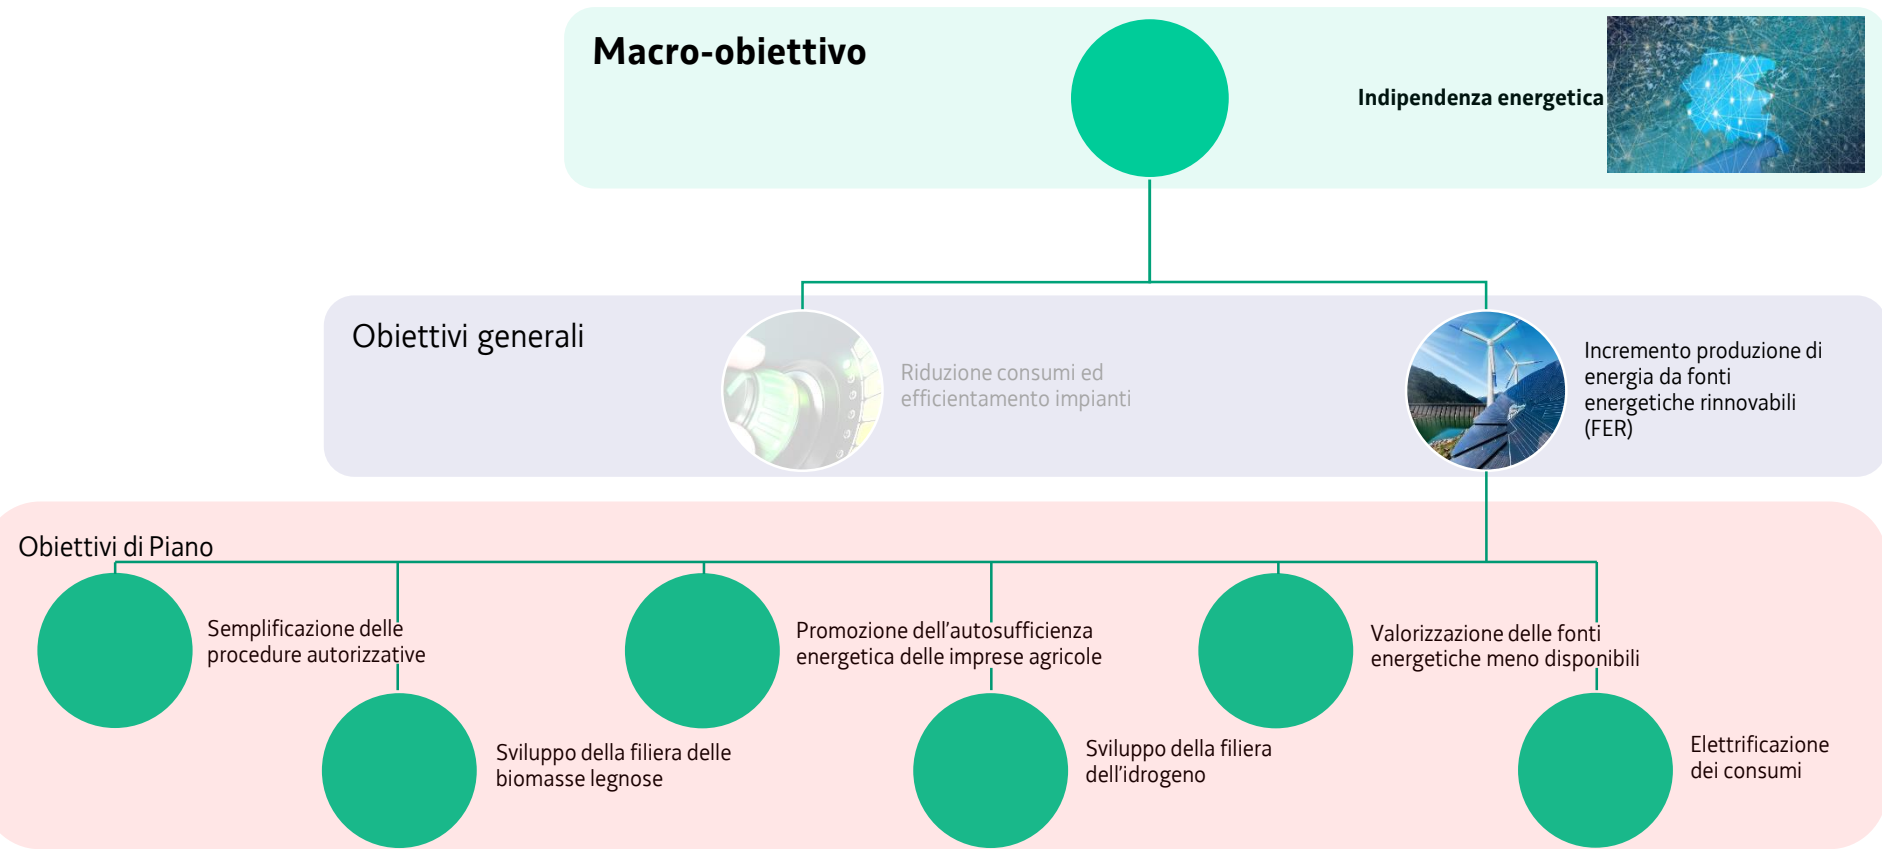 Macro-obiettivo
Indipendenza energetica
Obiettivi generali
Riduzione consumi ed
efficientamento impianti
Incremento produzione di
energia da fonti
energetiche rinnovabili
(FER)
Obiettivi di Piano
Semplificazione delle
procedure autorizzative
Sviluppo della filiera delle
biomasse legnose
Promozione dell'autosufficienza
energetica delle imprese agricole
Sviluppo della filiera
dell'idrogeno
Valorizzazione delle fonti
energetiche meno disponibili
Elettrificazione
dei consumi